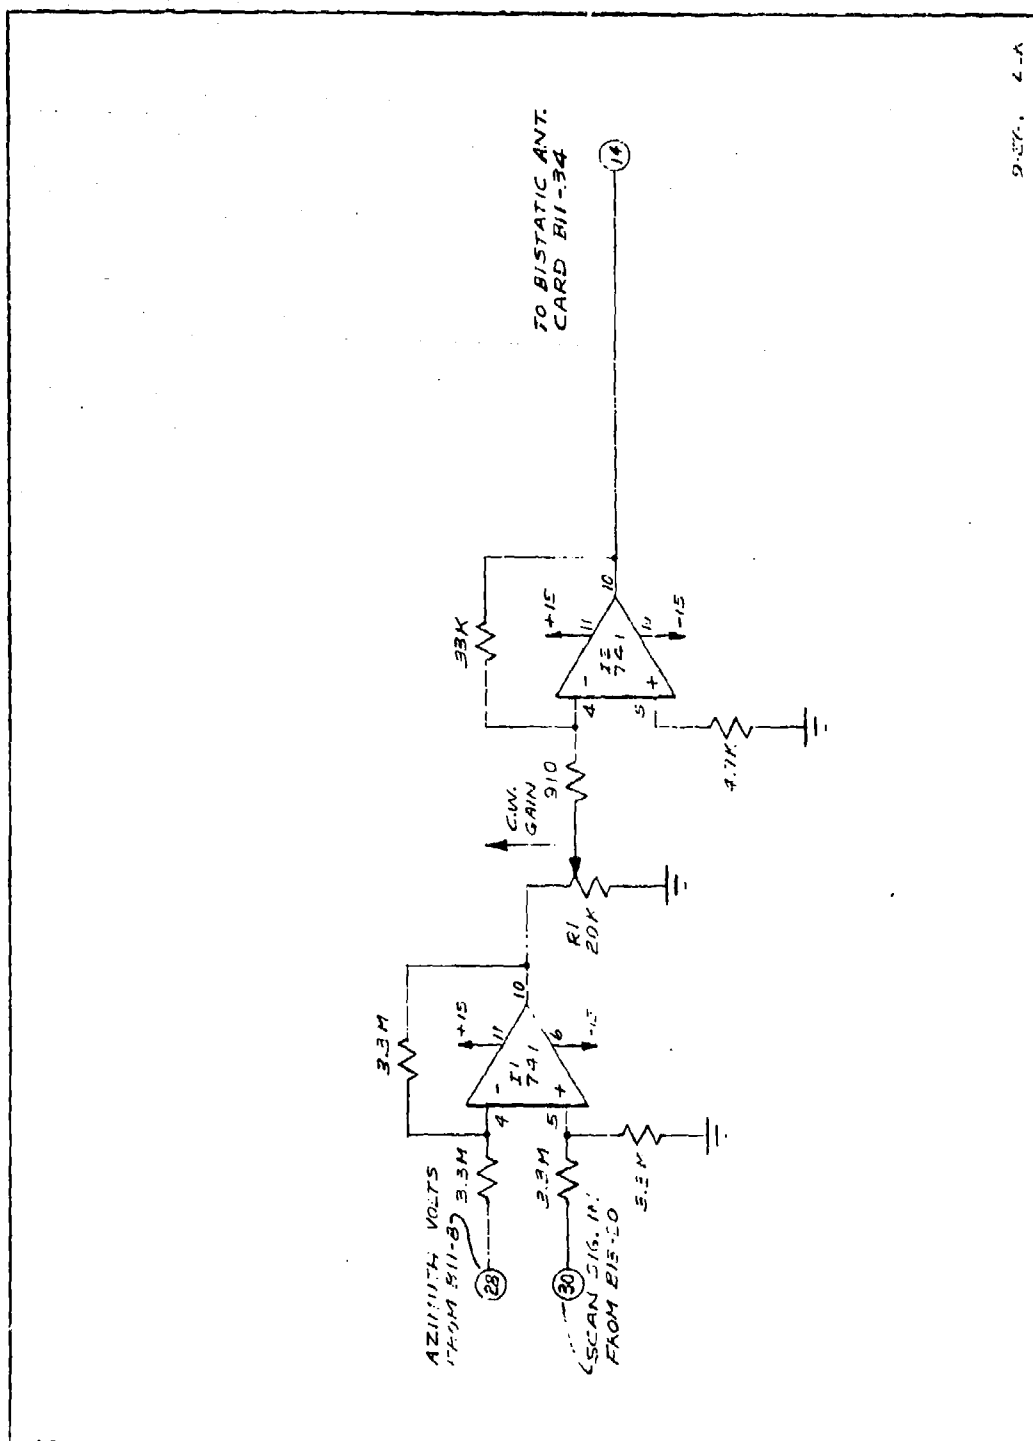 TO BISTATIC ANT.
CARD B11-34
14
33K
+15
11
10
741
-
+
4
5
-15
4.7K
910
C.W.
GAIN
R1
20K
3.3M
+15
11
10
I1
741
-
+
6
4
5
3.3M
3.3M
AZIMUTH VOLTS
FROM B11-8
28
30
SCAN SIG. IN